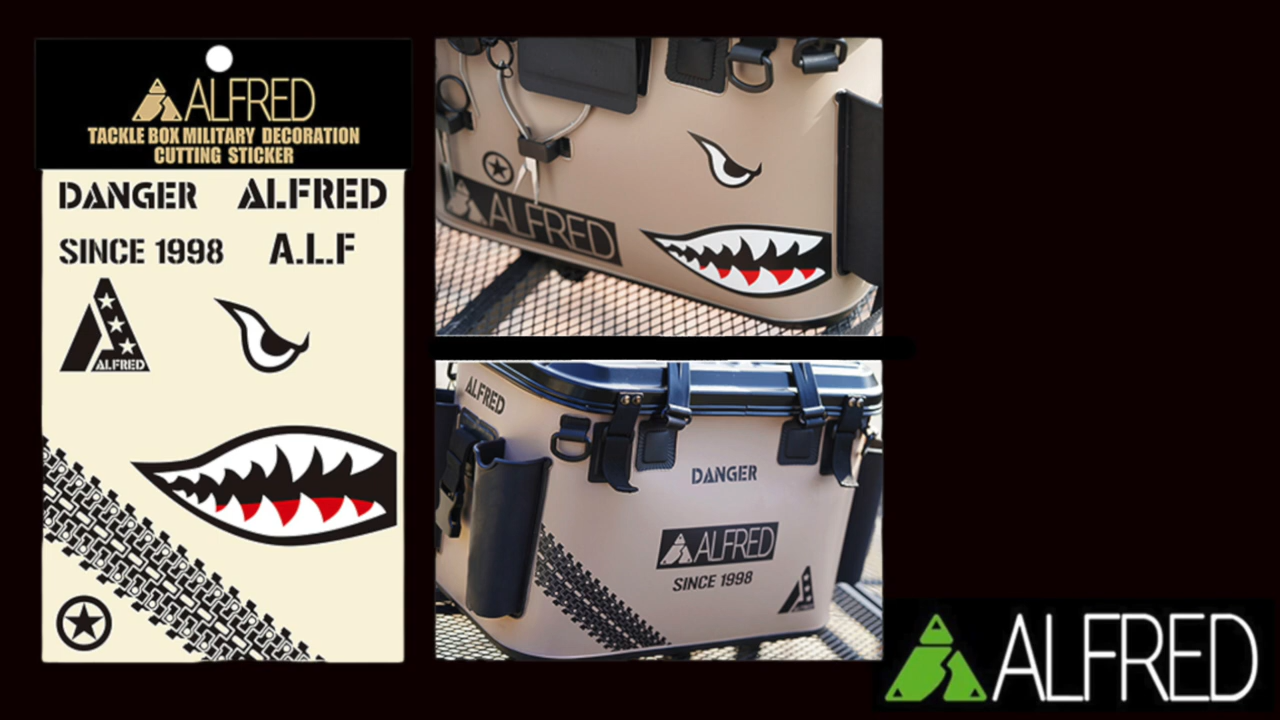 ALFRED
TACKLE BOX MILITARY DECORATION
CUTTING STICKER
DANGER ALFRED
SINCE 1998 A.L.F
ALFRED
ALFRED
ALFRED
DANGER
ALFRED
SINCE 1998
ALFRED